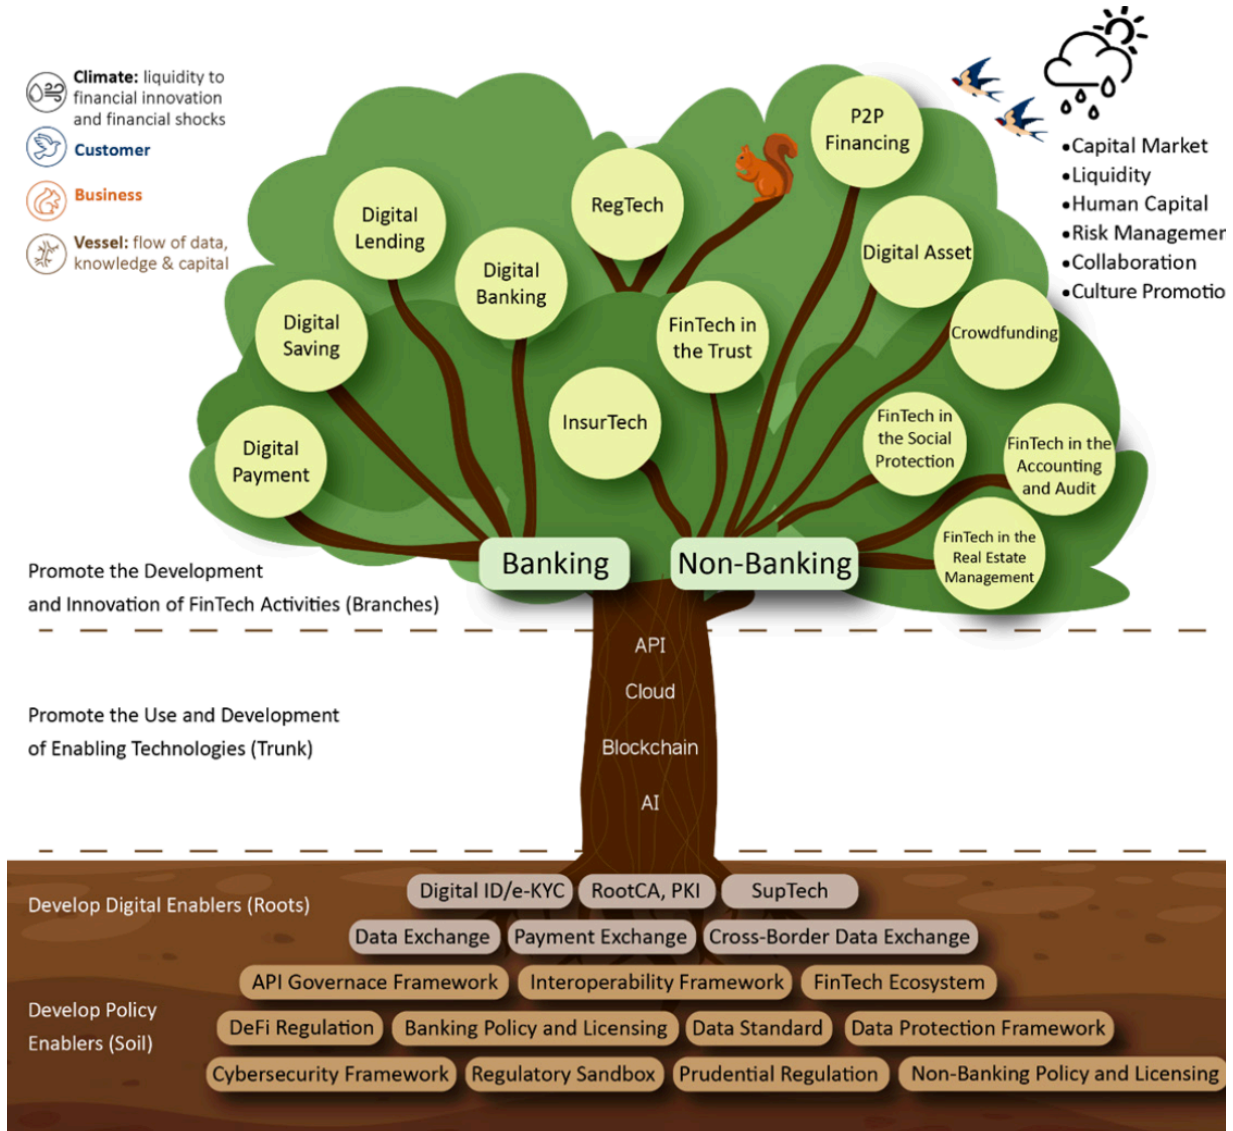 Climate: liquidity to
financial innovation
and financial shocks
Customer
Business
Vessel: flow of data,
knowledge & capital
•Capital Market
•Liquidity
•Human Capital
•Risk Managemer
•Collaboration
•Culture Promotio
P2P
Financing
RegTech
Digital
Lending
Digital Asset
Digital
Banking
Digital
Saving
FinTech in
the Trust
Crowdfunding
InsurTech
FinTech in
the Social
Protection
FinTech in the
Accounting
and Audit
Digital
Payment
FinTech in the
Real Estate
Management
Banking
Non-Banking
Promote the Development
and Innovation of FinTech Activities (Branches)
API
Cloud
Blockchain
AI
Promote the Use and Development
of Enabling Technologies (Trunk)
Develop Digital Enablers (Roots)
Digital ID/e-KYC
RootCA, PKI
SupTech
Data Exchange
Payment Exchange
Cross-Border Data Exchange
Develop Policy
Enablers (Soil)
API Governace Framework
Interoperability Framework
FinTech Ecosystem
DeFi Regulation
Banking Policy and Licensing
Data Standard
Data Protection Framework
Cybersecurity Framework
Regulatory Sandbox
Prudential Regulation
Non-Banking Policy and Licensing